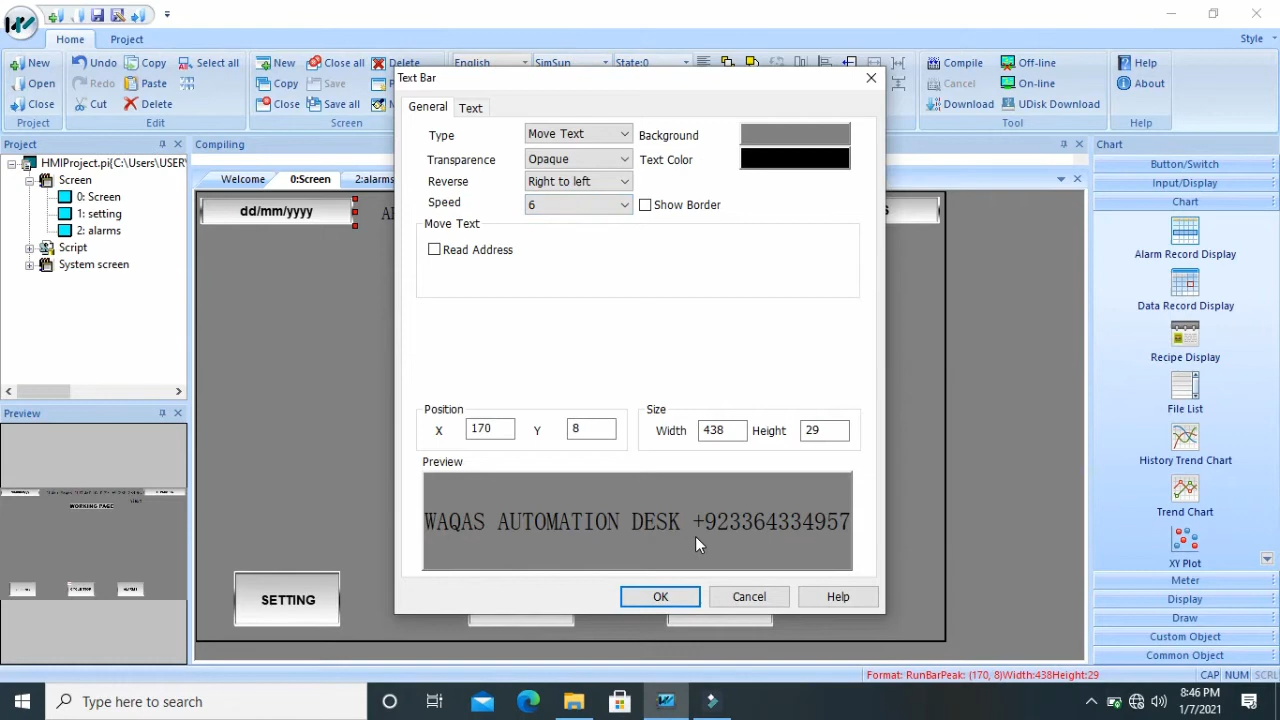 Home
Project
Style
New
Undo
Copy
Select all
New
Close all
Delete
English
SimSun
State:0
Compile
Off-line
Help
Open
Redo
Paste
Copy
Save
Cancel
On-line
About
Close
Cut
Delete
Close
Save all
Download
UDisk Download
Project
Edit
Screen
Tool
Help
Project
Compiling
Chart
HMIProject.pi{C:\Users\USER\
Screen
0: Screen
1: setting
2: alarms
Script
System screen
Preview
WORKING PAGE
Welcome
0:Screen
2:alarms
dd/mm/yyyy
SETTING
Text Bar
General
Text
Type
Move Text
Background
Transparence
Opaque
Text Color
Reverse
Right to left
Speed
6
Show Border
Move Text
Read Address
Position
X
170
Y
8
Size
Width
438
Height
29
Preview
WAQAS AUTOMATION DESK +923364334957
OK
Cancel
Help
Button/Switch
Input/Display
Chart
Alarm Record Display
Data Record Display
Recipe Display
File List
History Trend Chart
Trend Chart
XY Plot
Meter
Display
Draw
Custom Object
Common Object
Format: RunBarPeak: (170, 8)Width:438Height:29
CAP
NUM
SCRL
Type here to search
8:46 PM
1/7/2021